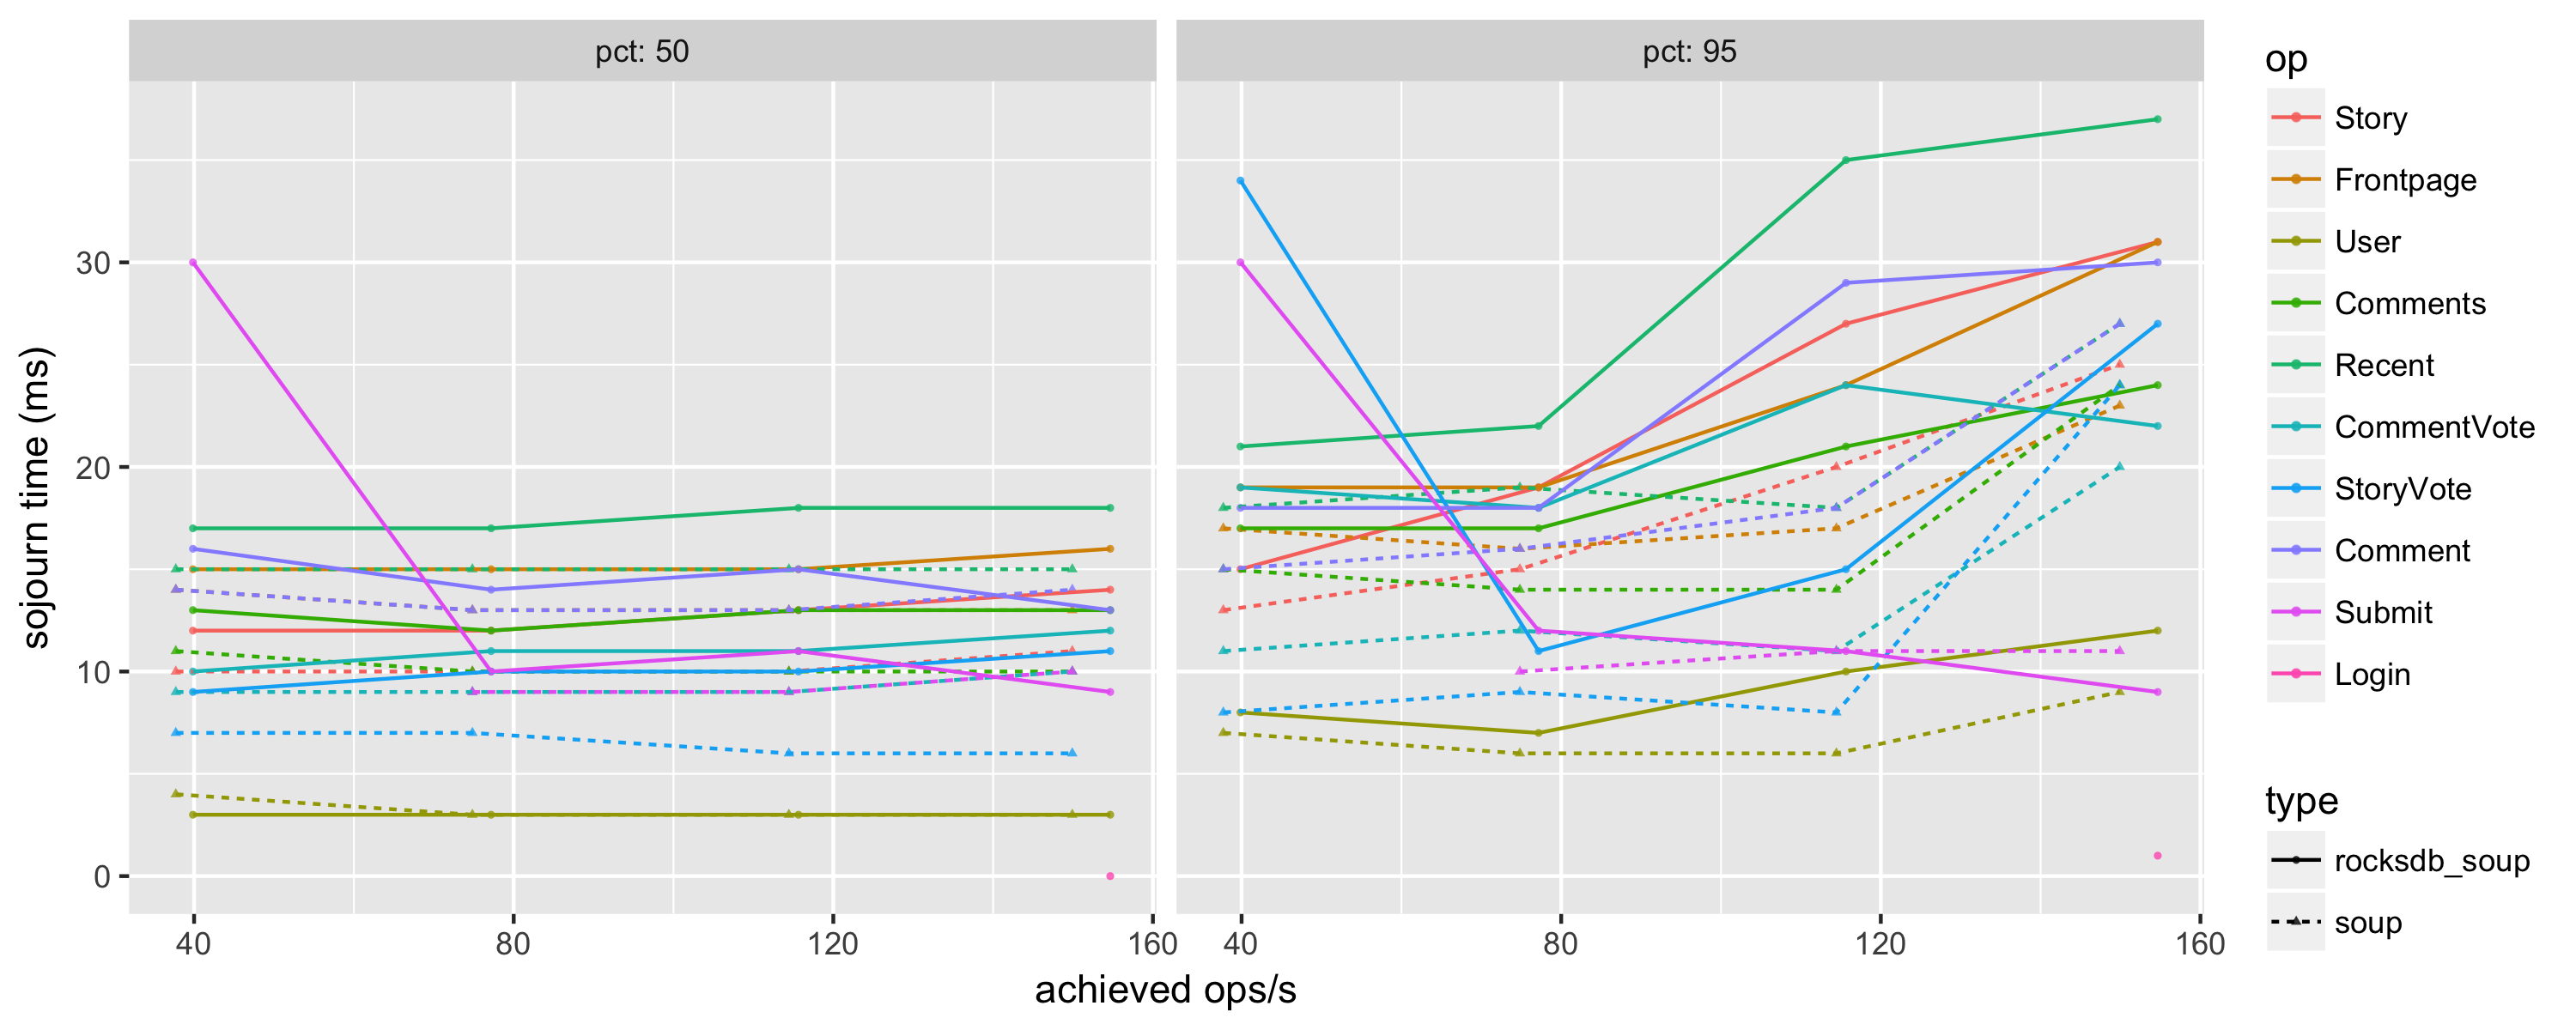 pct: 50
pct: 95
sojourn time (ms)
30
20
10
0
40
80
120
160
40
80
120
160
achieved ops/s
op
Story
Frontpage
User
Comments
Recent
CommentVote
StoryVote
Comment
Submit
Login
type
rocksdb_soup
soup